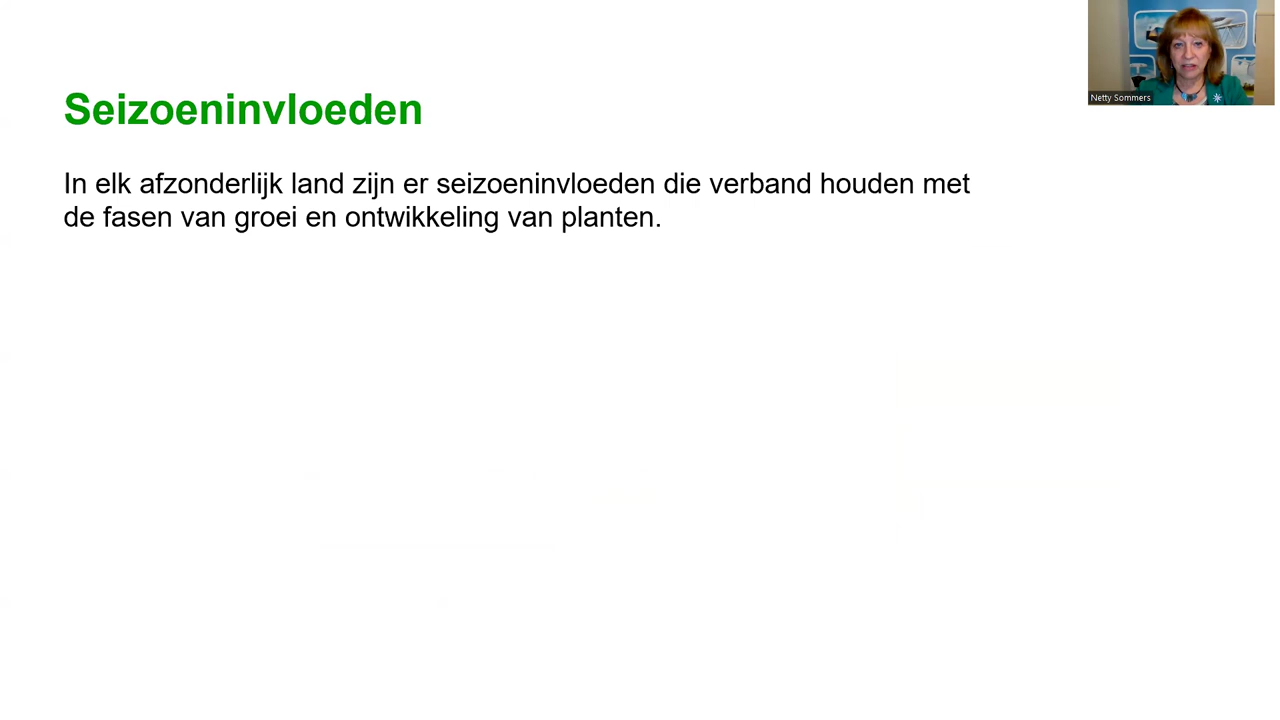 Netty Sommers
Seizoeninvloeden
In elk afzonderlijk land zijn er seizoeninvloeden die verband houden met
de fasen van groei en ontwikkeling van planten.